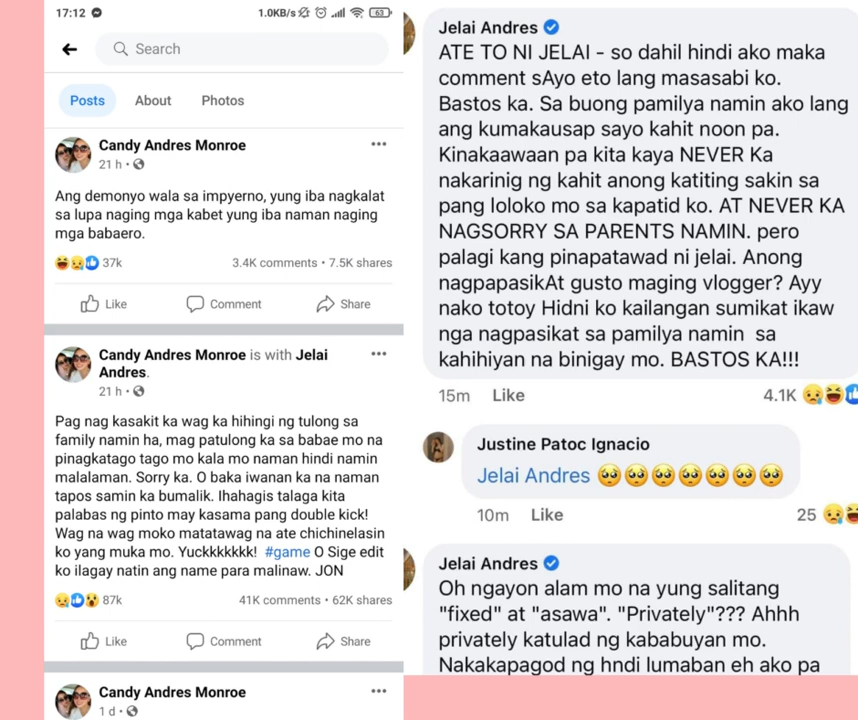 17:12
1.0KB/s
63
Search
Posts
About
Photos
Candy Andres Monroe
21 h •
Ang demonyo wala sa impyerno, yung iba nagkalat
sa lupa naging mga kabet yung iba naman naging
mga babaero.
37k
3.4K comments • 7.5K shares
Like
Comment
Share
Candy Andres Monroe is with Jelai
Andres.
21 h •
Pag nag kasakit ka wag ka hihingi ng tulong sa
family namin ha, mag patulong ka sa babae mo na
pinagkatago tago mo kala mo naman hindi namin
malalaman. Sorry ka. O baka iwanan ka na naman
tapos samin ka bumalik. Ihahagis talaga kita
palabas ng pinto may kasama pang double kick!
Wag na wag moko matatawag na ate chichinelasin
ko yang muka mo. Yuckkkkkkk! #game O Sige edit
ko ilagay natin ang name para malinaw. JON
87k
41K comments • 62K shares
Like
Comment
Share
Candy Andres Monroe
1 d •
Jelai Andres
ATE TO NI JELAI - so dahil hindi ako maka
comment sAyo eto lang masasabi ko.
Bastos ka. Sa buong pamilya namin ako lang
ang kumakausap sayo kahit noon pa.
Kinakaawaan pa kita kaya NEVER Ka
nakarinig ng kahit anong katiting sakin sa
pang loloko mo sa kapatid ko. AT NEVER KA
NAGSORRY SA PARENTS NAMIN. pero
palagi kang pinapatawad ni jelai. Anong
nagpapasikAt gusto maging vlogger? Ayy
nako totoy Hidni ko kailangan sumikat ikaw
nga nagpasikat sa pamilya namin sa
kahihiyan na binigay mo. BASTOS KA!!!
15m
Like
4.1K
Justine Patoc Ignacio
Jelai Andres 🥺🥺🥺🥺🥺🥺🥺
10m
Like
25
Jelai Andres
Oh ngayon alam mo na yung salitang
"fixed" at "asawa". "Privately"??? Ahhh
privately katulad ng kababuyan mo.
Nakakapagod ng hndi lumaban eh ako pa